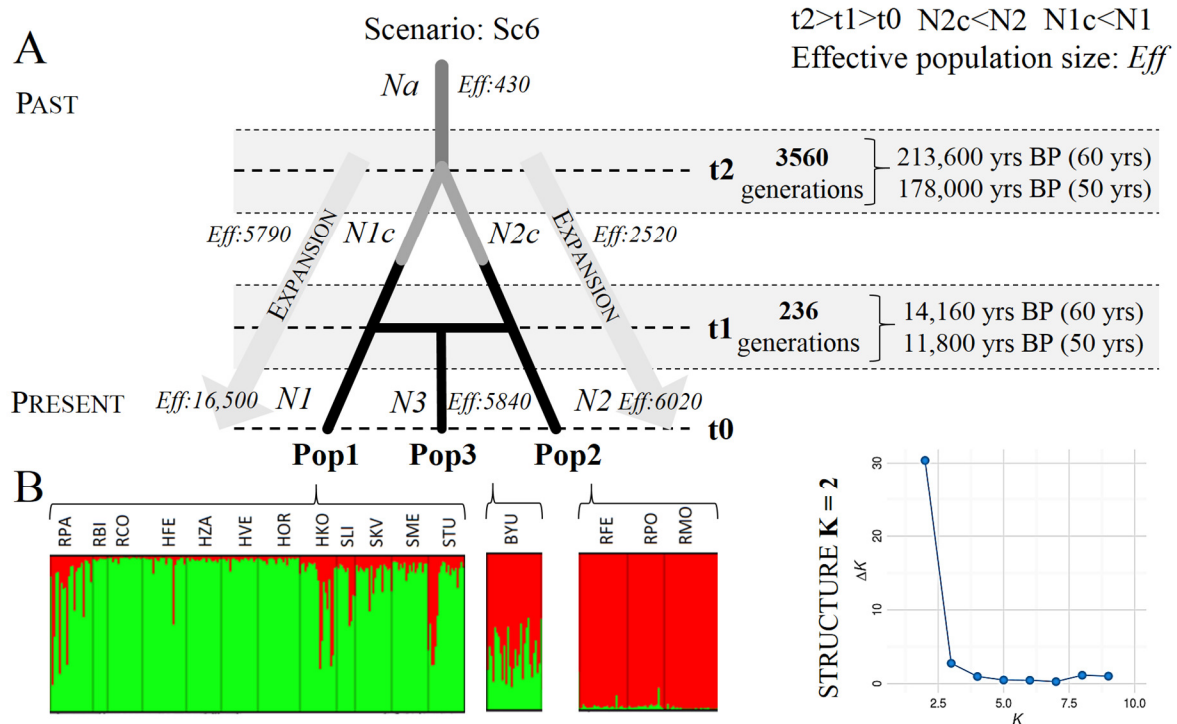 A
Scenario: Sc6
t2>t1>t0 N2c<N2 N1c<N1
Effective population size: Eff
PAST
Na Eff:430
t2
3560
generations
213,600 yrs BP (60 yrs)
178,000 yrs BP (50 yrs)
Eff:5790 N1c N2c Eff:2520
EXPANSION
EXPANSION
t1
236
generations
14,160 yrs BP (60 yrs)
11,800 yrs BP (50 yrs)
PRESENT
Eff:16,500 N1 N3 Eff:5840 N2 Eff:6020
t0
Pop1 Pop3 Pop2
B
RPA RBI RCO HFE HZA HVE HOR HKO SLI SKV SME STU
BYU
RFE RPO RMO
STRUCTURE K = 2
ΔK
30
20
10
0
2.5 5.0 7.5 10.0
K